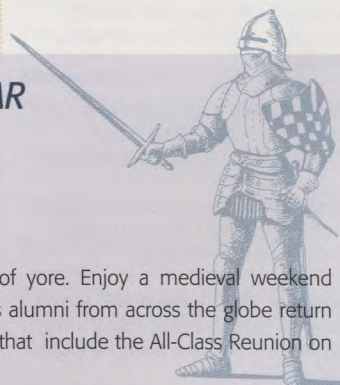 AR
of yore. Enjoy a medieval weekend
s alumni from across the globe return
that include the All-Class Reunion on